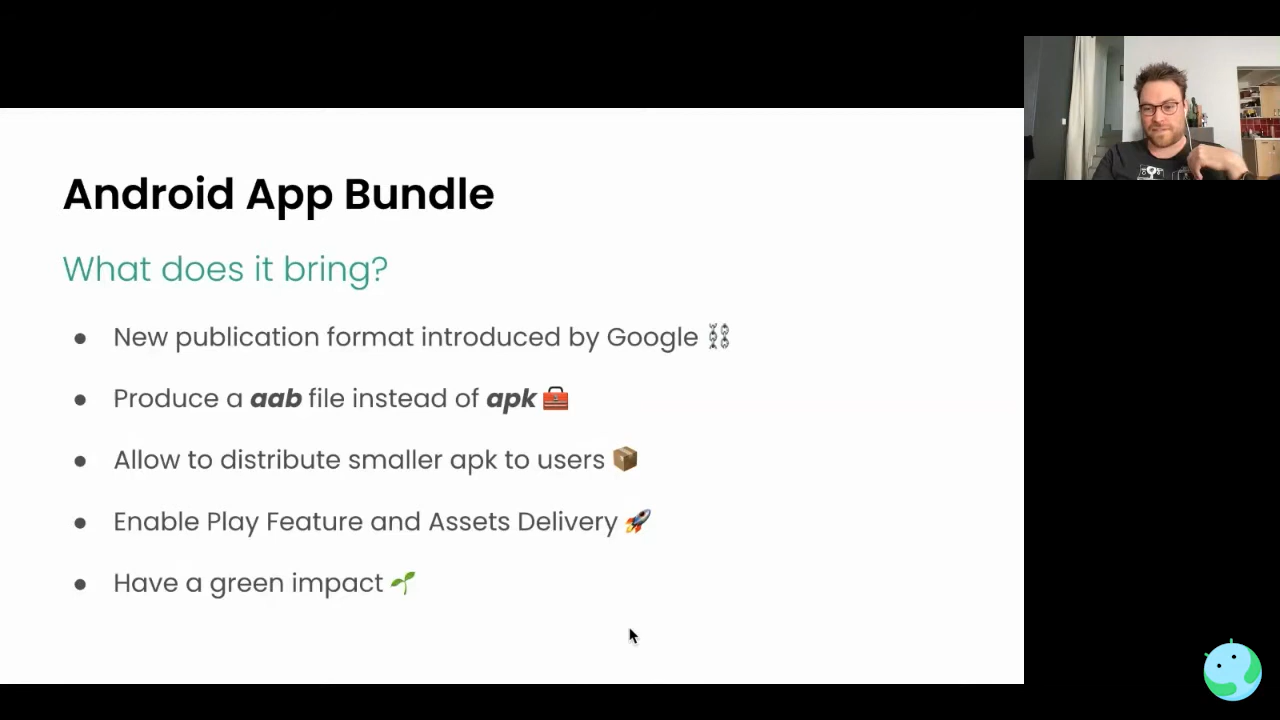 Android App Bundle
What does it bring?
● New publication format introduced by Google ⛓️
● Produce a aab file instead of apk 🧰
● Allow to distribute smaller apk to users 📦
● Enable Play Feature and Assets Delivery 🚀
● Have a green impact 🌱